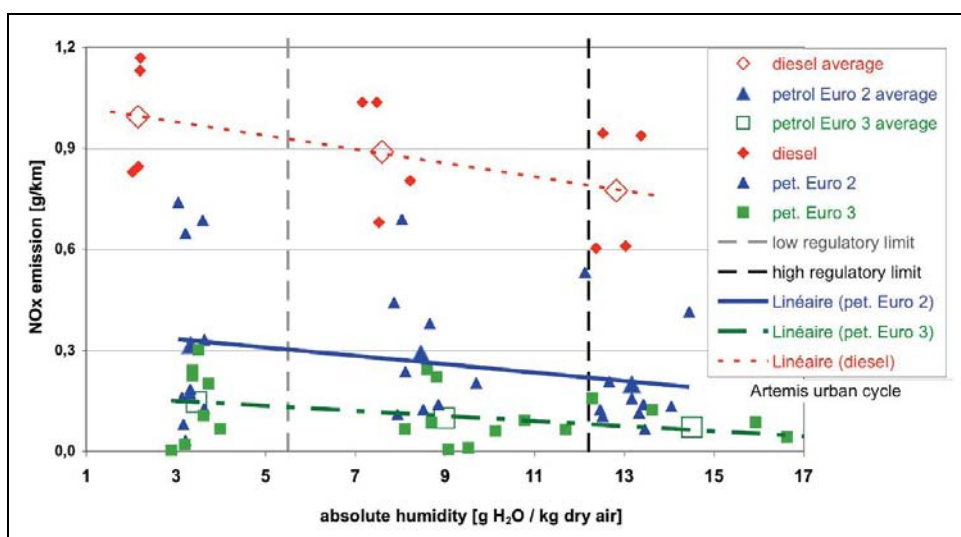 1,2
0,9
0,6
0,3
0,0
NOx emission [g/km]
1 3 5 7 9 11 13 15 17
absolute humidity [g H₂O / kg dry air]
diesel average
petrol Euro 2 average
petrol Euro 3 average
diesel
pet. Euro 2
pet. Euro 3
low regulatory limit
high regulatory limit
Linéaire (pet. Euro 2)
Linéaire (pet. Euro 3)
Linéaire (diesel)
Artemis urban cycle